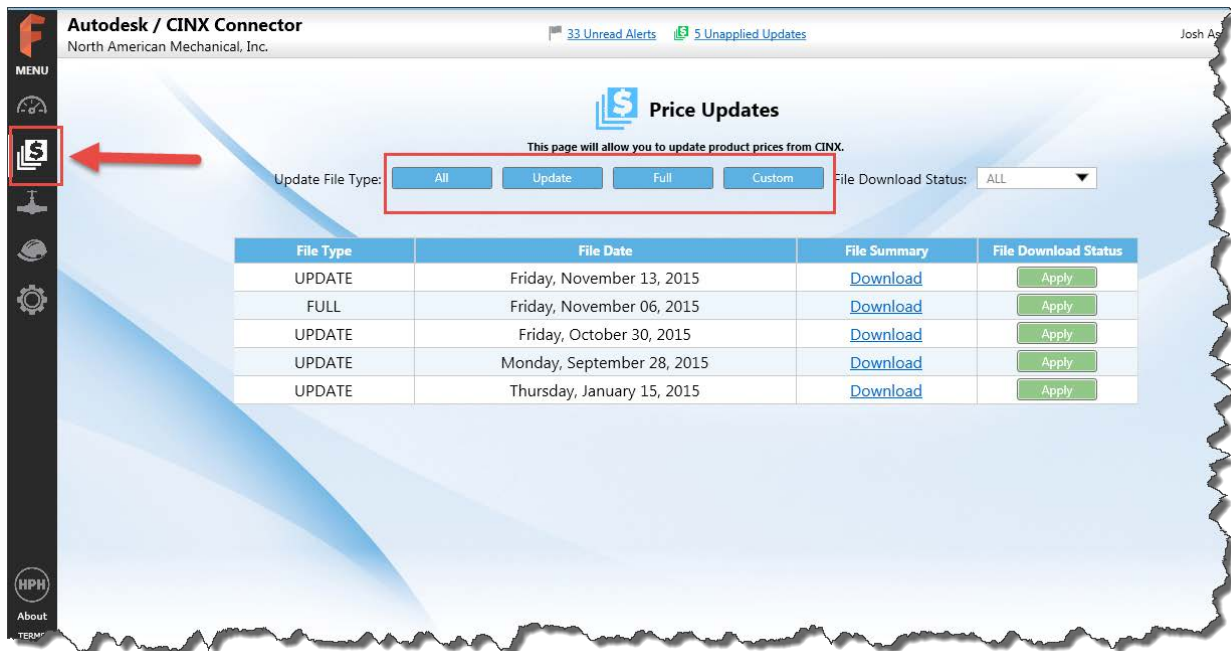 Autodesk / CINX Connector
North American Mechanical, Inc.
33 Unread Alerts 5 Unapplied Updates
Josh As
MENU
$ Price Updates
$
This page will allow you to update product prices from CINX.
Update File Type: All Update Full Custom File Download Status: ALL
File Type File Date File Summary File Download Status
UPDATE Friday, November 13, 2015 Download Apply
FULL Friday, November 06, 2015 Download Apply
UPDATE Friday, October 30, 2015 Download Apply
UPDATE Monday, September 28, 2015 Download Apply
UPDATE Thursday, January 15, 2015 Download Apply
HPH
About